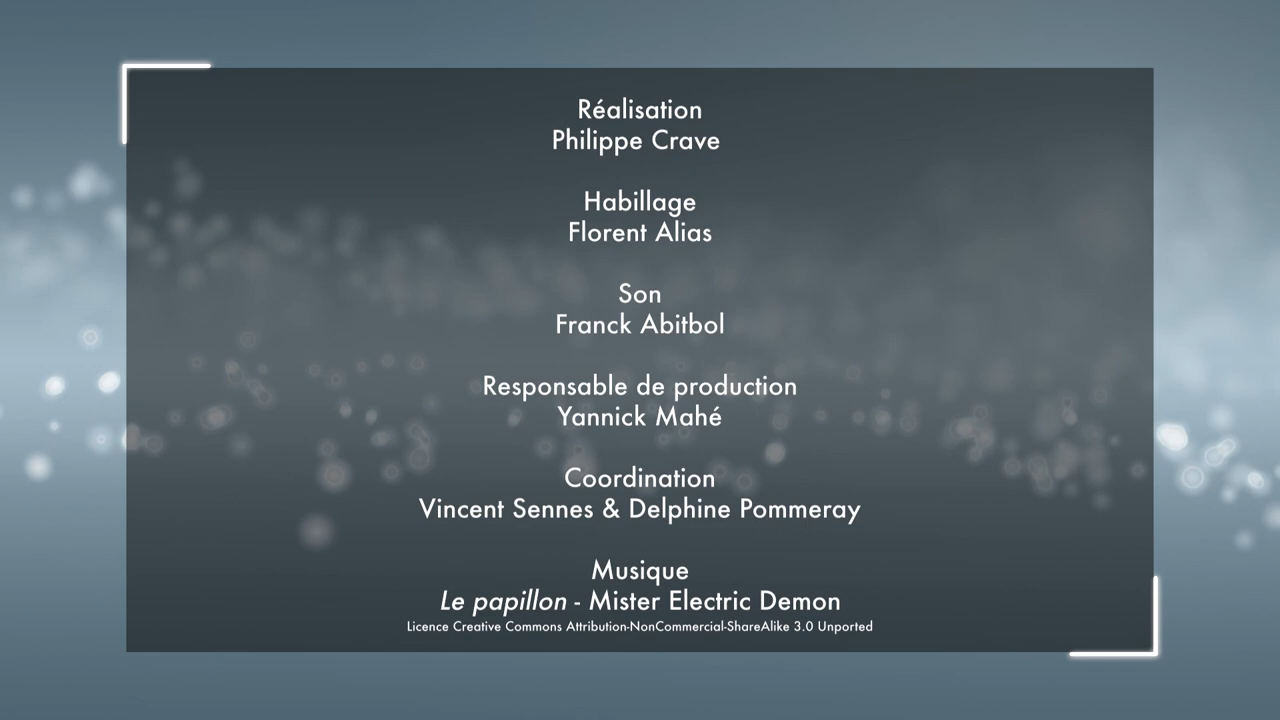 Réalisation
Philippe Crave
Habillage
Florent Alias
Son
Franck Abitbol
Responsable de production
Yannick Mahé
Coordination
Vincent Sennes & Delphine Pommeray
Musique
Le papillon - Mister Electric Demon
Licence Creative Commons Attribution-NonCommercial-ShareAlike 3.0 Unported